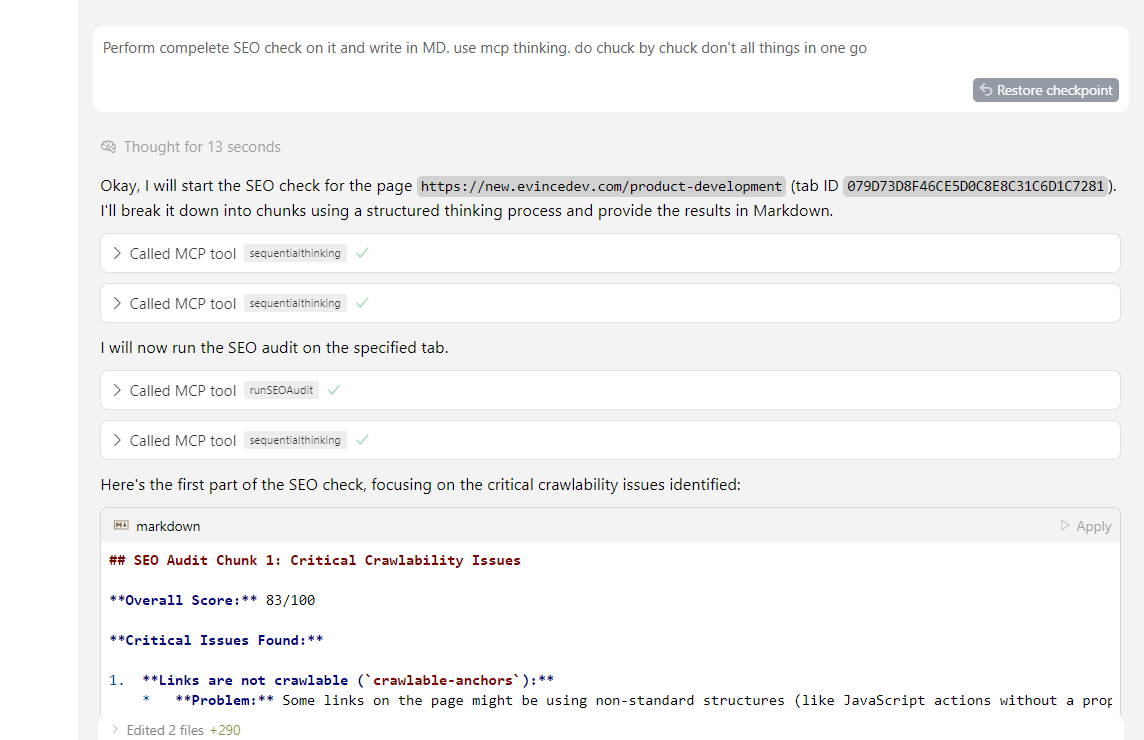 Perform compelete SEO check on it and write in MD. use mcp thinking. do chuck by chuck don't all things in one go
Restore checkpoint
Thought for 13 seconds
Okay, I will start the SEO check for the page https://new.evincedev.com/product-development (tab ID 079D73D8F46CE5D0C8E8C31C6D1C7281).
I'll break it down into chunks using a structured thinking process and provide the results in Markdown.
Called MCP tool sequentialthinking
Called MCP tool sequentialthinking
I will now run the SEO audit on the specified tab.
Called MCP tool runSEOAudit
Called MCP tool sequentialthinking
Here's the first part of the SEO check, focusing on the critical crawlability issues identified:
markdown Apply
## SEO Audit Chunk 1: Critical Crawlability Issues
**Overall Score:** 83/100
**Critical Issues Found:**
1. **Links are not crawlable (`crawlable-anchors`):**
* **Problem:** Some links on the page might be using non-standard structures (like JavaScript actions without a prop
Edited 2 files +290